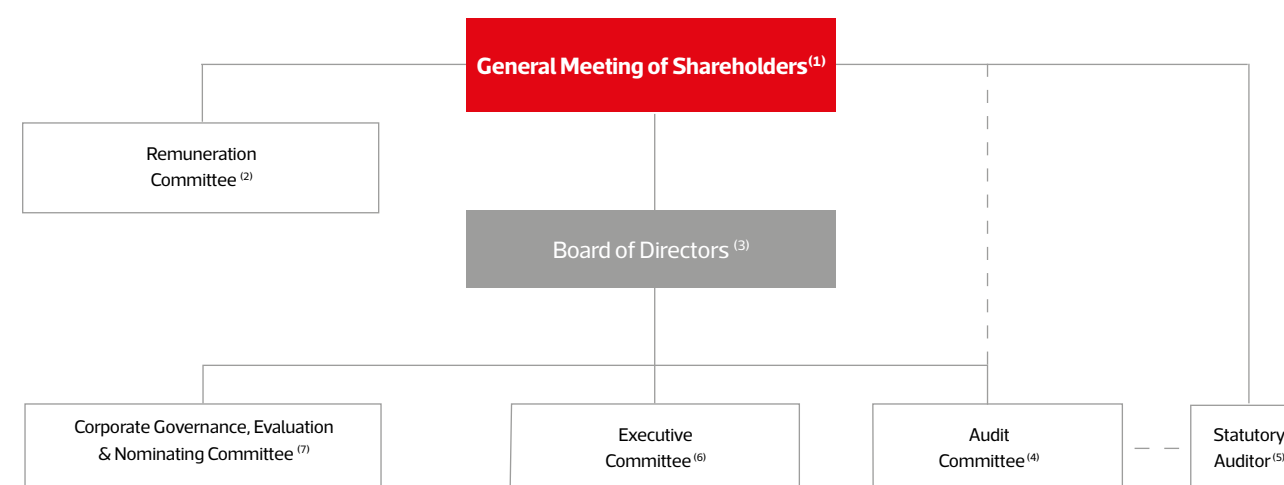 General Meeting of Shareholders(1)
Remuneration
Committee (2)
Board of Directors (3)
Corporate Governance, Evaluation
& Nominating Committee (7)
Executive
Committee (6)
Audit
Committee (4)
Statutory
Auditor (5)